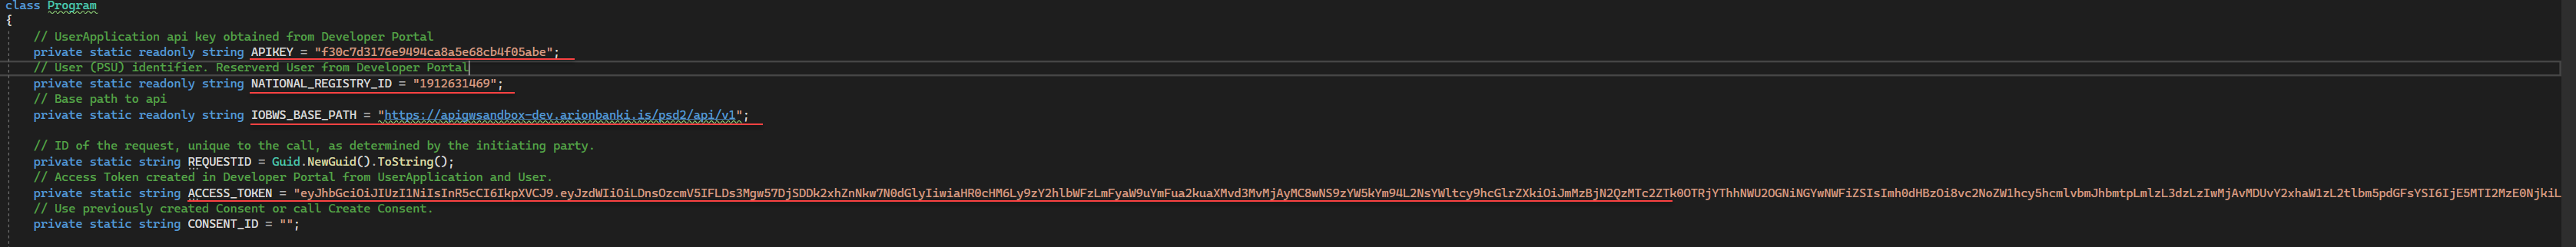 class Program
{
// UserApplication api key obtained from Developer Portal
private static readonly string APIKEY = "f30c7d3176e9494ca8a5e68cb4f05abe";
// User (PSU) identifier. Reserverd User from Developer Portal
private static readonly string NATIONAL_REGISTRY_ID = "1912631469";
// Base path to api
private static readonly string IOBWS_BASE_PATH = "https://apigwsandbox-dev.arionbanki.is/psd2/api/v1";
// ID of the request, unique to the call, as determined by the initiating party.
private static string REQUESTID = Guid.NewGuid().ToString();
// Access Token created in Developer Portal from UserApplication and User.
private static string ACCESS_TOKEN = "eyJhbGciOiJIUzI1NiIsInR5cCI6IkpXVCJ9.eyJzdWIiOiLDnsOzcmV5IFLDs3Mgw57DjSDDk2xhZnNkw7N0dGlyIiwiaHR0cHM6Ly9zY2hlbWFzLmFyaW9uYmFua2kuaXMvd3MvMjAyMC8wNS9zYW5kYm94L2NsYWltcy9hcGlrZXkiOiJmMzBjN2QzMTc2ZTk0OTRjYThhNWU2OGNiNGYwNWFiZSIsImh0dHBzOi8vc2NoZW1hcy5hcmlvbmJhbmtpLmlzL3dzLzIwMjAvMDUvY2xhaW1zL2tlbm5pdGFsYSI6IjE5MTI2MzE0NjkiL
// Use previously created Consent or call Create Consent.
private static string CONSENT_ID = "";